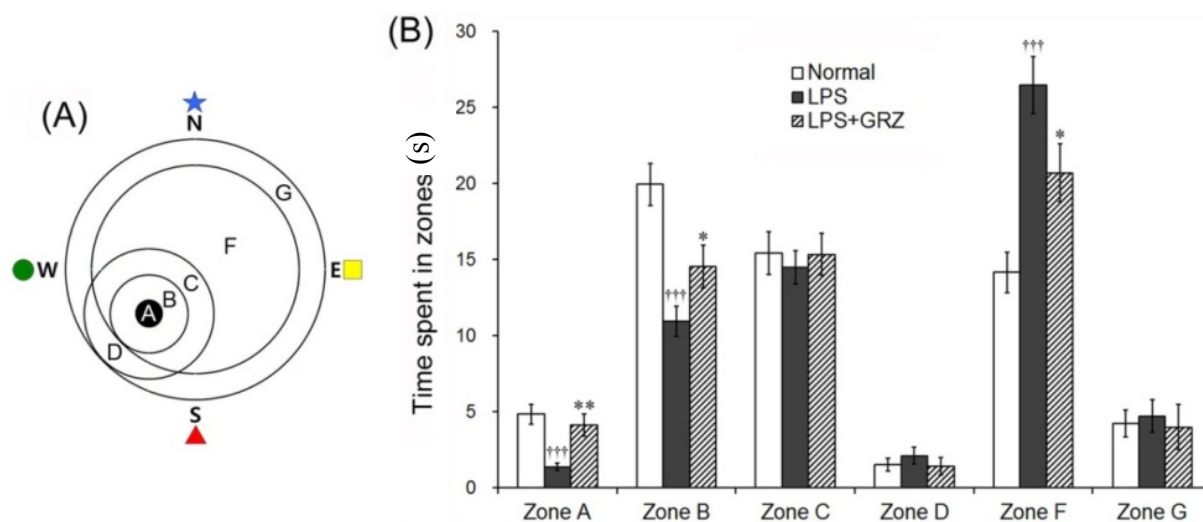 (A)
N
G
F
W
E
C
B
A
D
S
(B)
Time spent in zones (s)
30
25
20
15
10
5
0
Normal
LPS
LPS+GRZ
†††
**
†††
*
†††
*
Zone A
Zone B
Zone C
Zone D
Zone F
Zone G